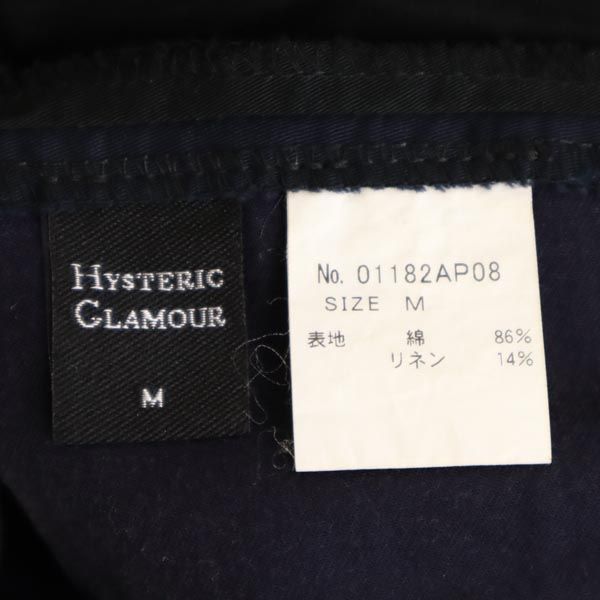 HYSTERIC
GLAMOUR
M
No. 01182AP08
SIZE M
表地 綿 86%
リネン 14%